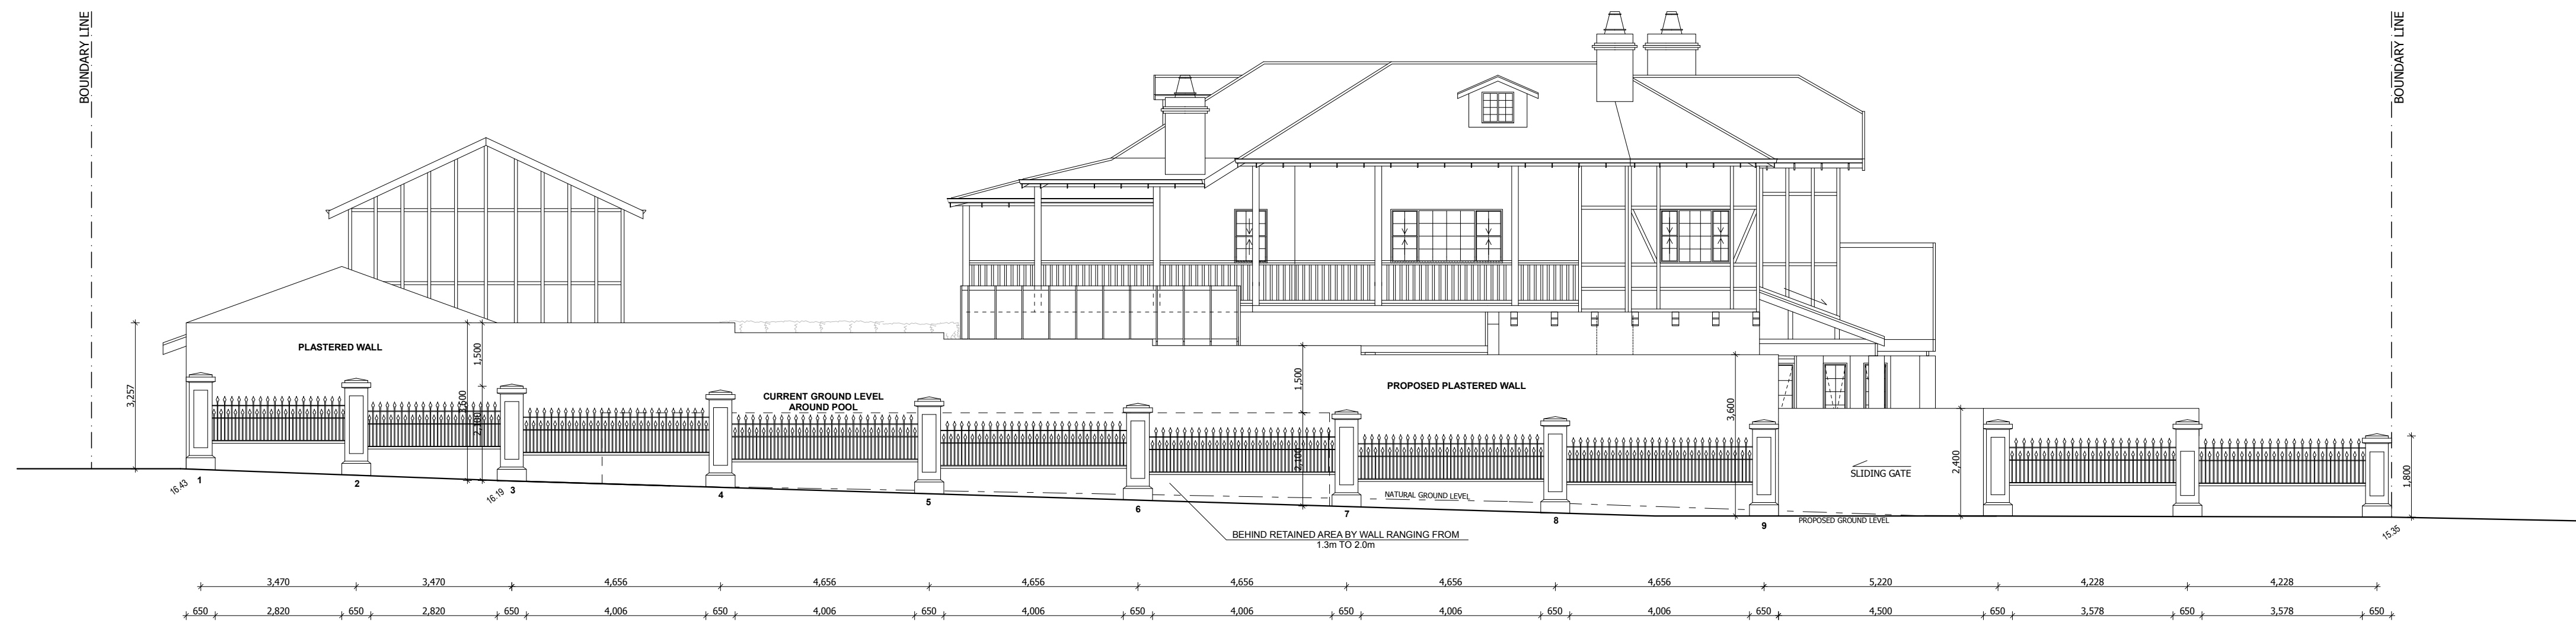 BOUNDARY LINE
BOUNDARY LINE
PLASTERED WALL
1,500
3,257
3,600
2,100
CURRENT GROUND LEVEL
AROUND POOL
1,500
PROPOSED PLASTERED WALL
3,600
2,100
2,400
SLIDING GATE
1,800
16.43
1
2
16.19
3
4
5
6
7
8
9
NATURAL GROUND LEVEL
PROPOSED GROUND LEVEL
15.35
BEHIND RETAINED AREA BY WALL RANGING FROM
1.3m TO 2.0m
3,470 3,470 4,656 4,656 4,656 4,656 4,656 4,656 5,220 4,228 4,228
650 2,820 650 2,820 650 4,006 650 4,006 650 4,006 650 4,006 650 4,006 650 4,006 650 4,500 650 3,578 650 3,578 650